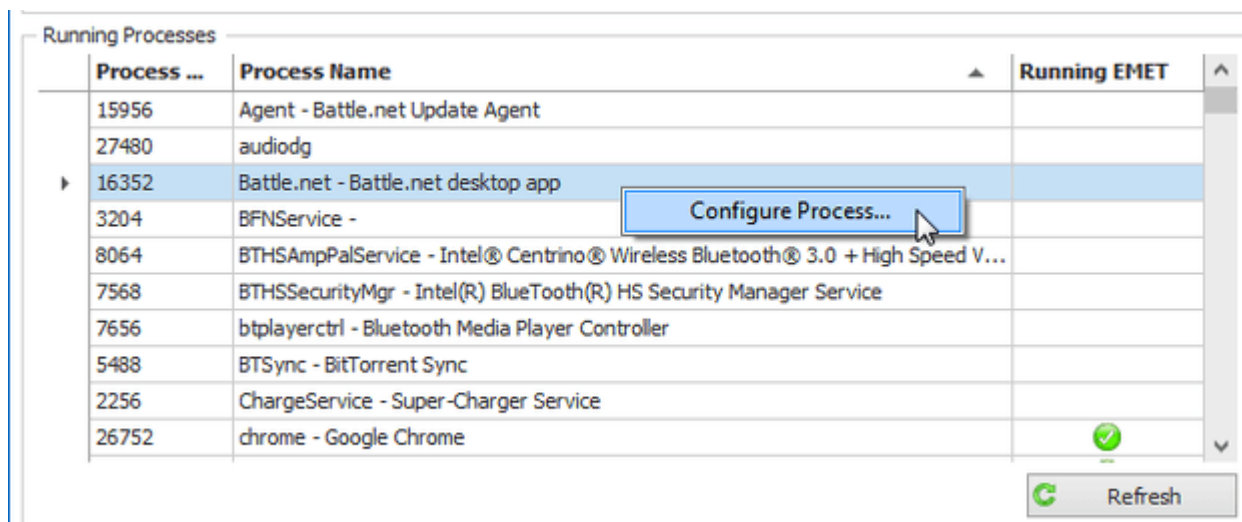 Running Processes
Process ... Process Name Running EMET
15956 Agent - Battle.net Update Agent
27480 audiodg
16352 Battle.net - Battle.net desktop app
Configure Process...
3204 BFNService -
8064 BTHSAmpPalService - Intel® Centrino® Wireless Bluetooth® 3.0 + High Speed V...
7568 BTHSSecurityMgr - Intel(R) BlueTooth(R) HS Security Manager Service
7656 btplayerctrl - Bluetooth Media Player Controller
5488 BTSync - BitTorrent Sync
2256 ChargeService - Super-Charger Service
26752 chrome - Google Chrome
Refresh